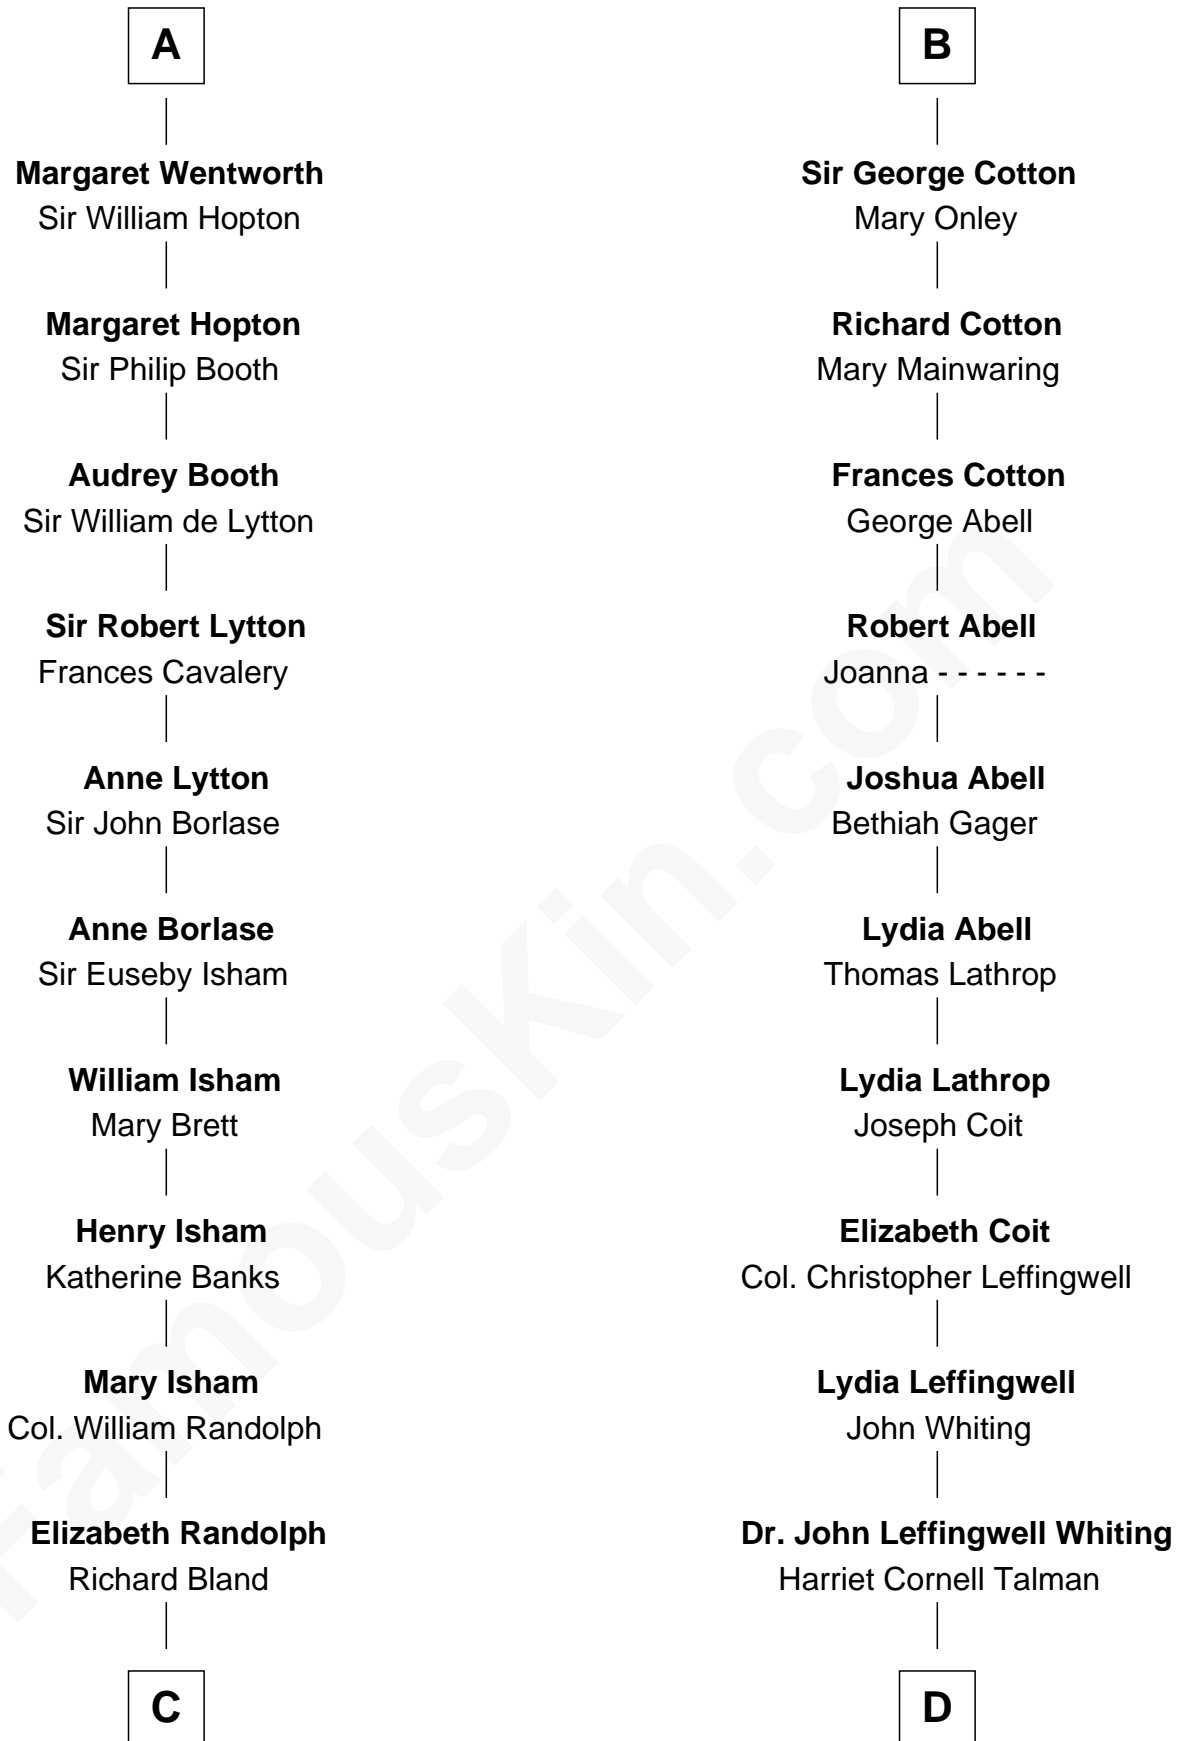 A
Margaret Wentworth
Sir William Hopton
Margaret Hopton
Sir Philip Booth
Audrey Booth
Sir William de Lytton
Sir Robert Lytton
Frances Cavalery
Anne Lytton
Sir John Borlase
Anne Borlase
Sir Euseby Isham
William Isham
Mary Brett
Henry Isham
Katherine Banks
Mary Isham
Col. William Randolph
Elizabeth Randolph
Richard Bland
C
B
Sir George Cotton
Mary Onley
Richard Cotton
Mary Mainwaring
Frances Cotton
George Abell
Robert Abell
Joanna - - - - - -
Joshua Abell
Bethiah Gager
Lydia Abell
Thomas Lathrop
Lydia Lathrop
Joseph Coit
Elizabeth Coit
Col. Christopher Leffingwell
Lydia Leffingwell
John Whiting
Dr. John Leffingwell Whiting
Harriet Cornell Talman
D
FamousKin.com